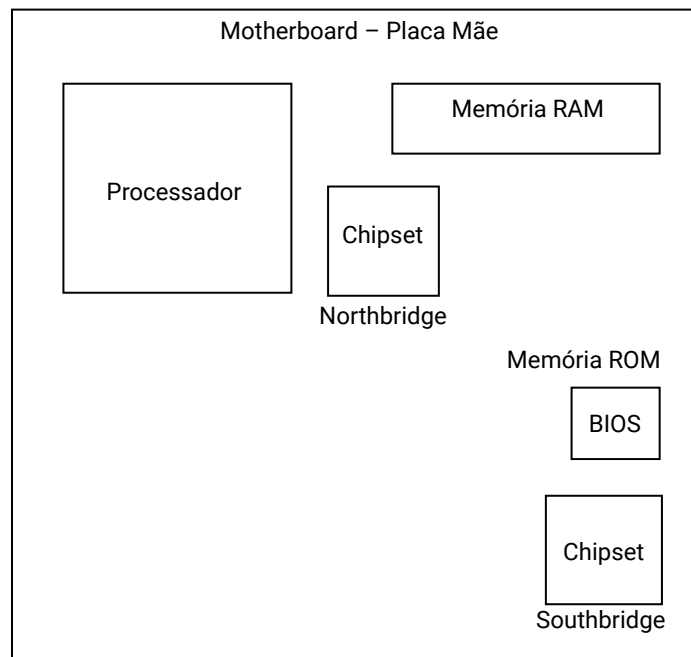 Motherboard – Placa Mãe
Memória RAM
Processador
Chipset
Northbridge
Memória ROM
BIOS
Chipset
Southbridge